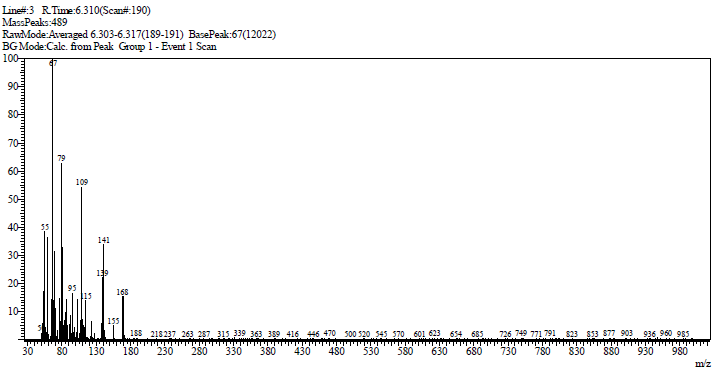 Line#:3 R.Time:6.310(Scan#:190)
MassPeaks:489
RawMode:Averaged 6.303-6.317(189-191) BasePeak:67(12022)
BG Mode:Calc. from Peak Group 1 - Event 1 Scan
100
67
90
80
70
79
60
109
50
40
55
141
30
139
20
95
168
115
10
155
188 218 237 263 287 315 339 363 389 416 446 470 500 520 545 570 601 623 654 685 726 749 771 791 823 853 877 903 936 960 985
30 80 130 180 230 280 330 380 430 480 530 580 630 680 730 780 830 880 930 980
m/z